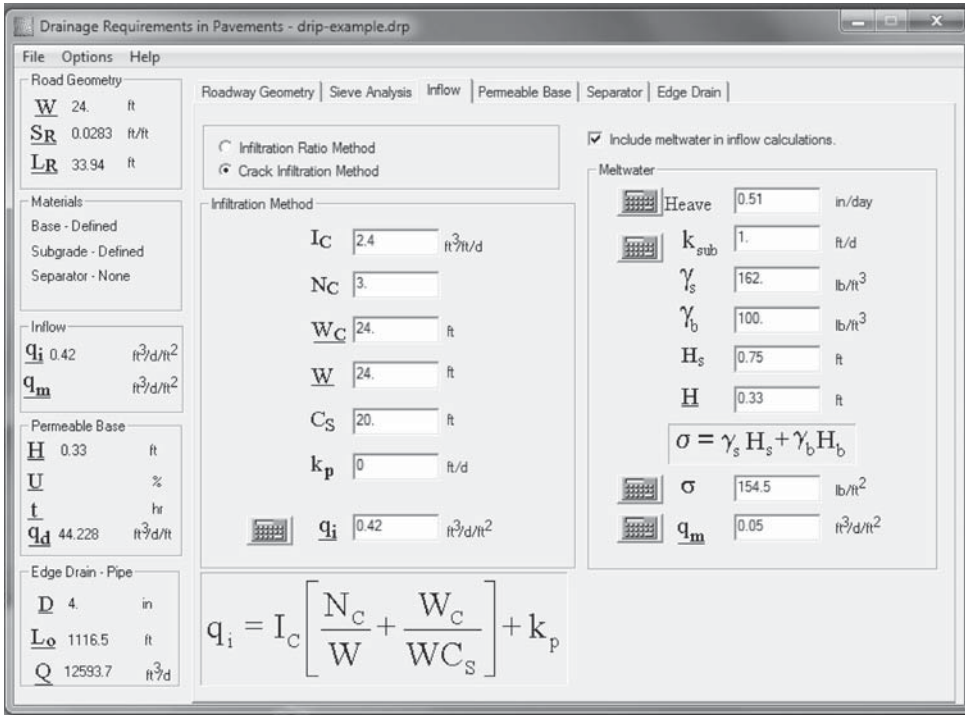 Drainage Requirements in Pavements - drip-example.drp
File Options Help
Road Geometry
W 24. ft
SR 0.0283 ft/ft
LR 33.94 ft
Materials
Base - Defined
Subgrade - Defined
Separator - None
Inflow
qi 0.42 ft3/d/ft2
qm ft3/d/ft2
Permeable Base
H 0.33 ft
U %
t hr
qd 44.228 ft3/d/ft
Edge Drain - Pipe
D 4. in
Lo 1116.5 ft
Q 12593.7 ft3/d
Roadway Geometry Sieve Analysis Inflow Permeable Base Separator Edge Drain
Infiltration Ratio Method
Crack Infiltration Method
Infiltration Method
IC 2.4 ft3/ft/d
NC 3.
WC 24. ft
W 24. ft
CS 20. ft
kp 0 ft/d
qi 0.42 ft3/d/ft2
qi = IC [ NC/W + WC/WCS ] + kp
Include meltwater in inflow calculations.
Meltwater
Heave 0.51 in/day
ksub 1. ft/d
γs 162. lb/ft3
γb 100. lb/ft3
Hs 0.75 ft
H 0.33 ft
σ = γs Hs + γb Hb
σ 154.5 lb/ft2
qm 0.05 ft3/d/ft2